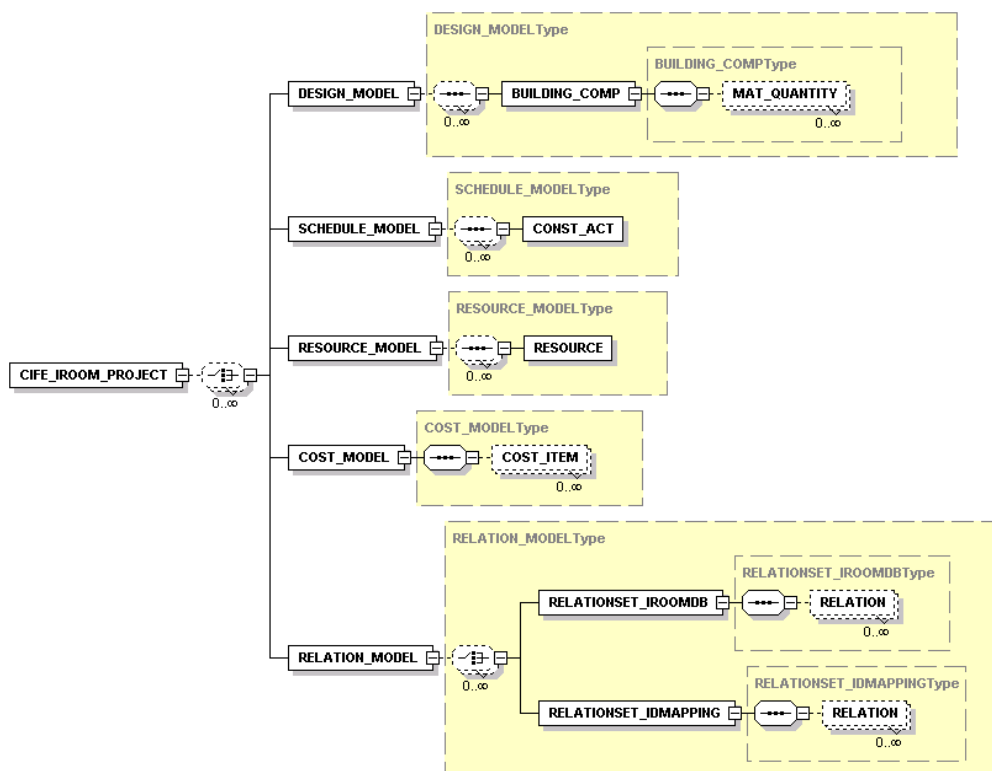 DESIGN_MODELType
BUILDING_COMPType
DESIGN_MODEL
BUILDING_COMP
MAT_QUANTITY
0..∞
0..∞
SCHEDULE_MODELType
SCHEDULE_MODEL
CONST_ACT
0..∞
RESOURCE_MODELType
RESOURCE_MODEL
RESOURCE
0..∞
CIFE_IROOM_PROJECT
0..∞
COST_MODELType
COST_MODEL
COST_ITEM
0..∞
RELATION_MODELType
RELATIONSET_IROOMDBType
RELATIONSET_IROOMDB
RELATION
0..∞
RELATION_MODEL
0..∞
RELATIONSET_IDMAPPINGType
RELATIONSET_IDMAPPING
RELATION
0..∞